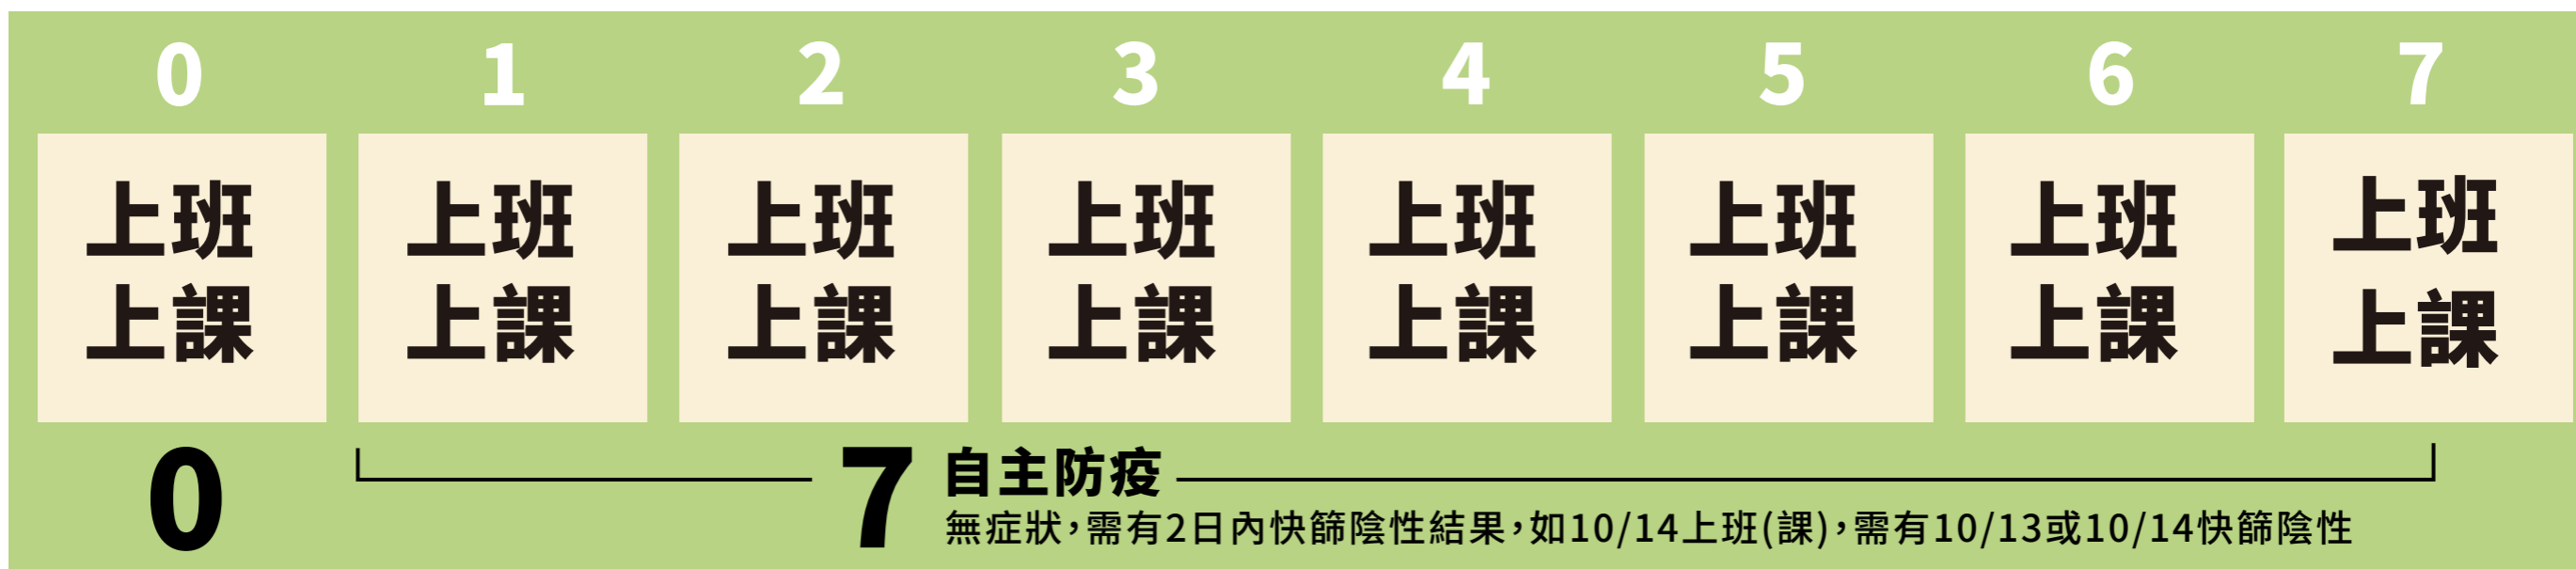 0 1 2 3 4 5 6 7
上班 上班 上班 上班 上班 上班 上班 上班
上課 上課 上課 上課 上課 上課 上課 上課
0 7 自主防疫
無症狀,需有2日內快篩陰性結果,如10/14上班(課),需有10/13或10/14快篩陰性